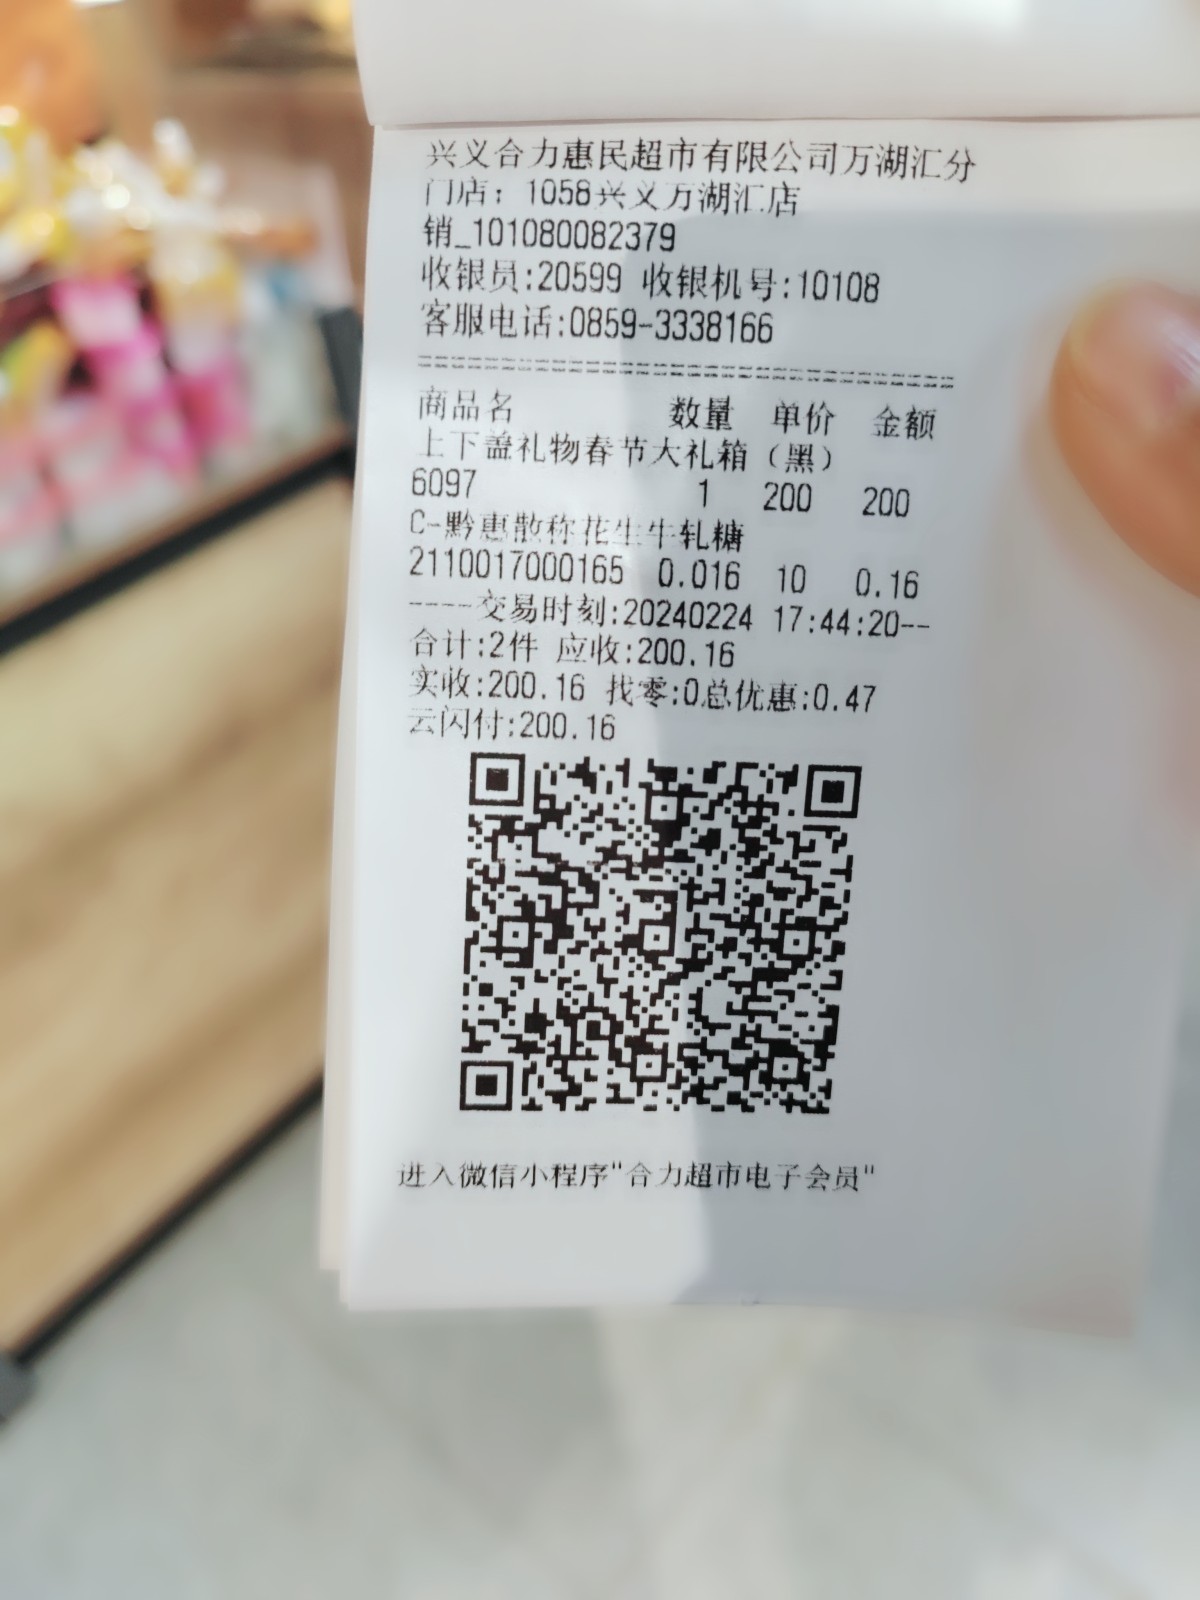 兴义合力惠民超市有限公司万湖汇分
门店：1058兴义万湖汇店
销_101080082379
收银员:20599 收银机号:10108
客服电话:0859-3338166
商品名 数量 单价 金额
上下盖礼物春节大礼箱（黑）
6097 1 200 200
C-黔惠散称花生牛轧糖
2110017000165 0.016 10 0.16
----交易时刻:20240224 17:44:20--
合计:2件 应收:200.16
实收:200.16 找零:0总优惠:0.47
云闪付:200.16
进入微信小程序"合力超市电子会员"